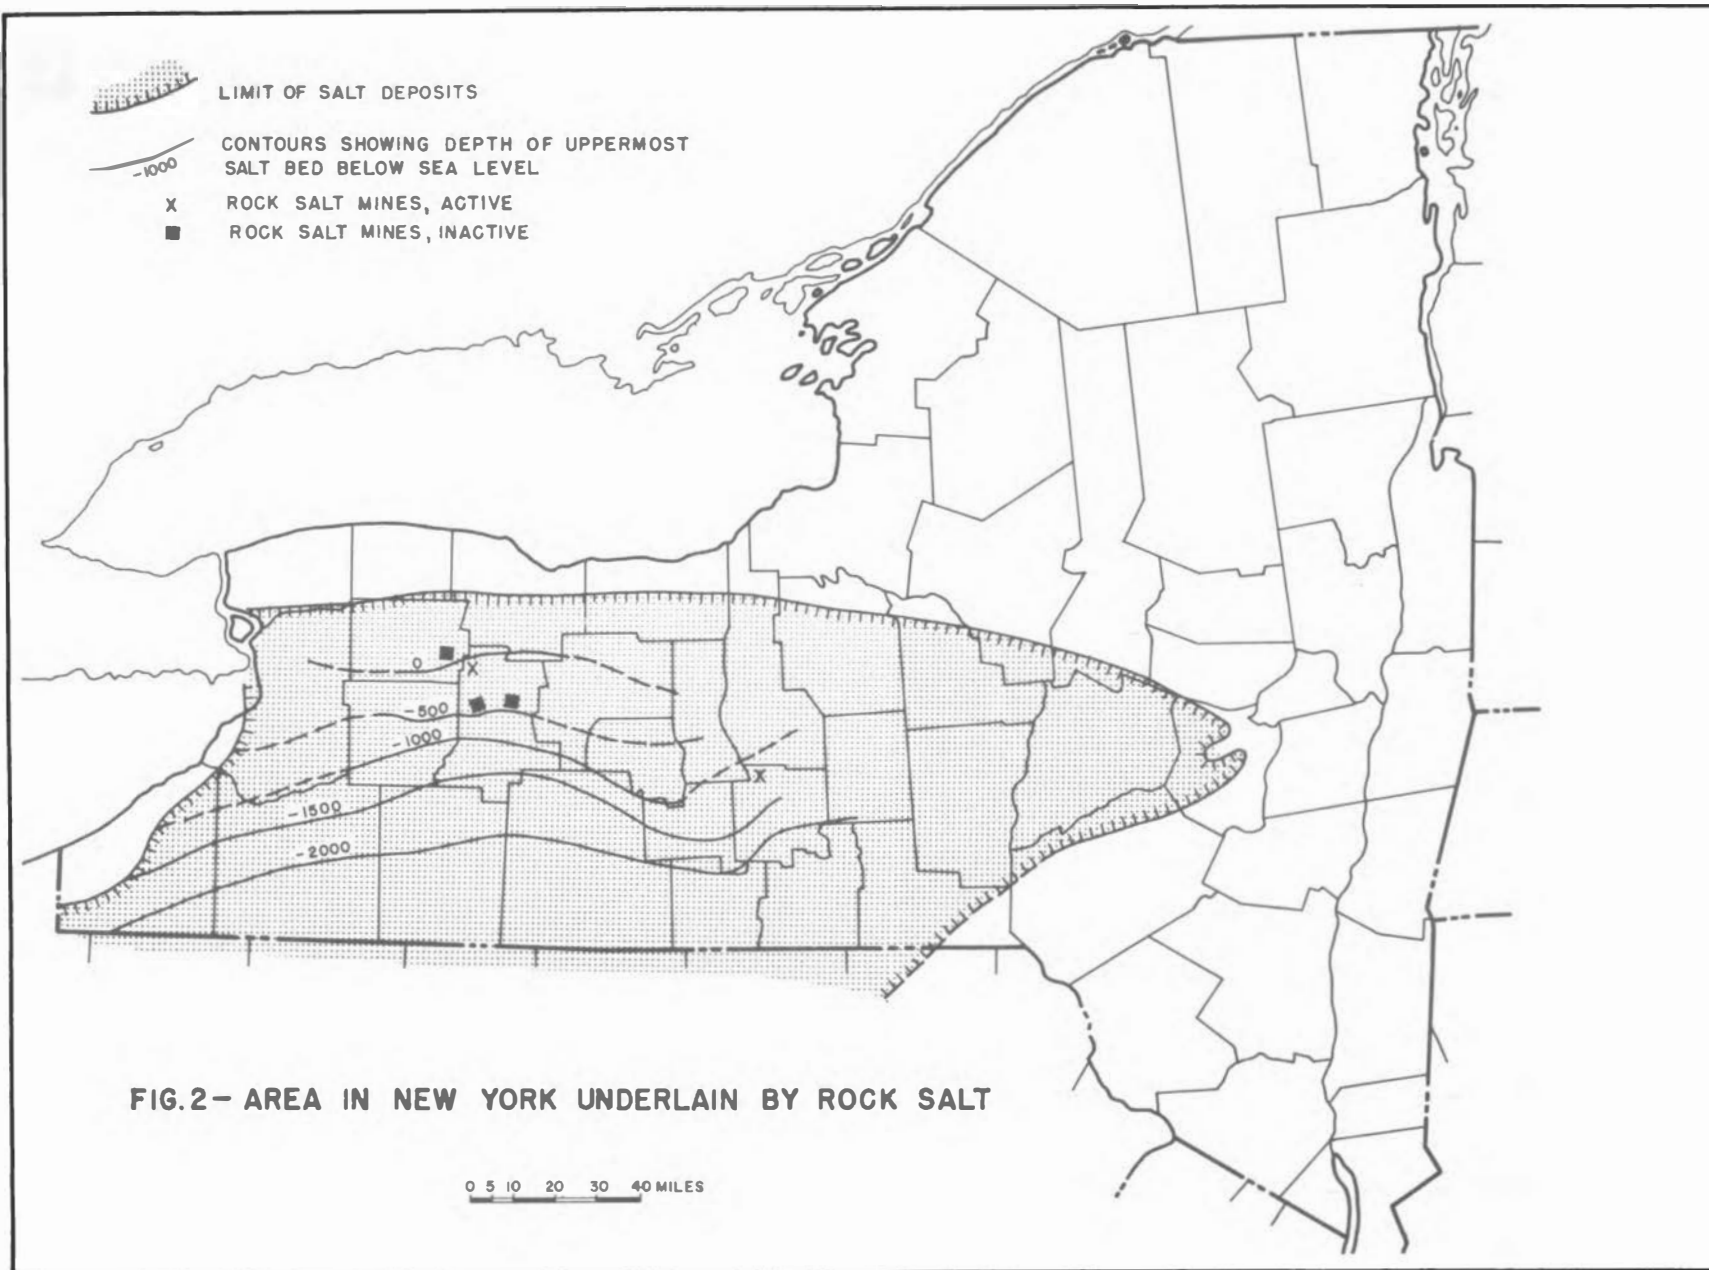 LIMIT OF SALT DEPOSITS
-1000
CONTOURS SHOWING DEPTH OF UPPERMOST
SALT BED BELOW SEA LEVEL
X ROCK SALT MINES, ACTIVE
ROCK SALT MINES, INACTIVE
0
X
-500
-1000
X
-1500
-2000
FIG. 2- AREA IN NEW YORK UNDERLAIN BY ROCK SALT
0 5 10 20 30 40 MILES